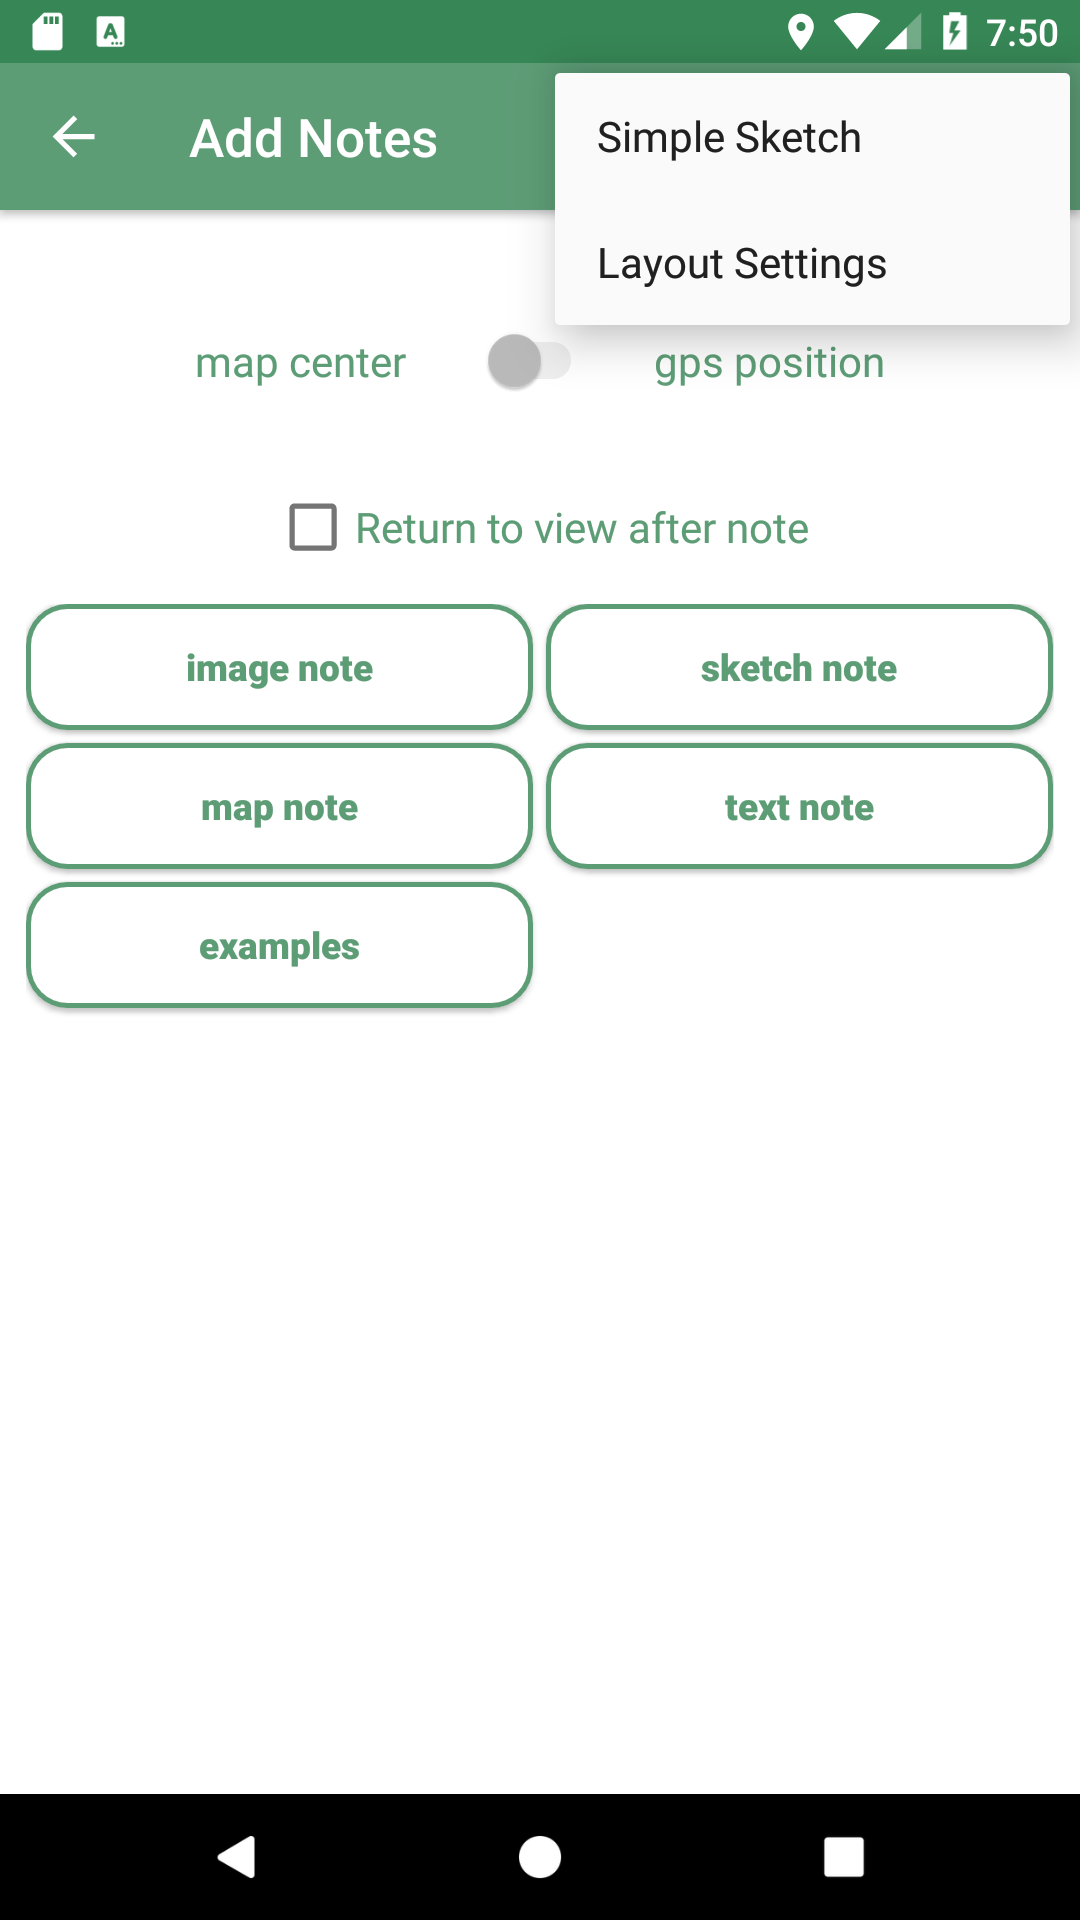 7:50
Add Notes
Simple Sketch
Layout Settings
map center
gps position
Return to view after note
image note
sketch note
map note
text note
examples